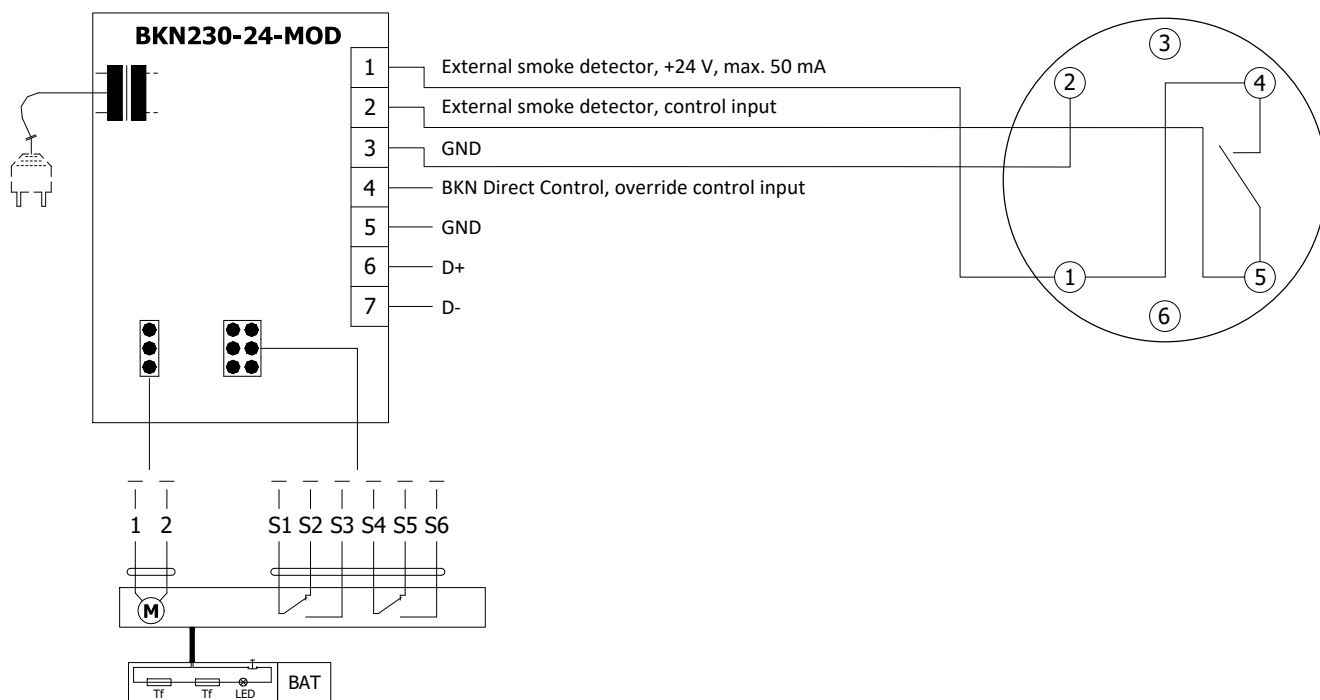 BKN230-24-MOD
1 External smoke detector, +24 V, max. 50 mA
2 External smoke detector, control input
3 GND
4 BKN Direct Control, override control input
5 GND
6 D+
7 D-
3
2 4
1 5
6
1 2 S1 S2 S3 S4 S5 S6
M
Tf Tf LED BAT